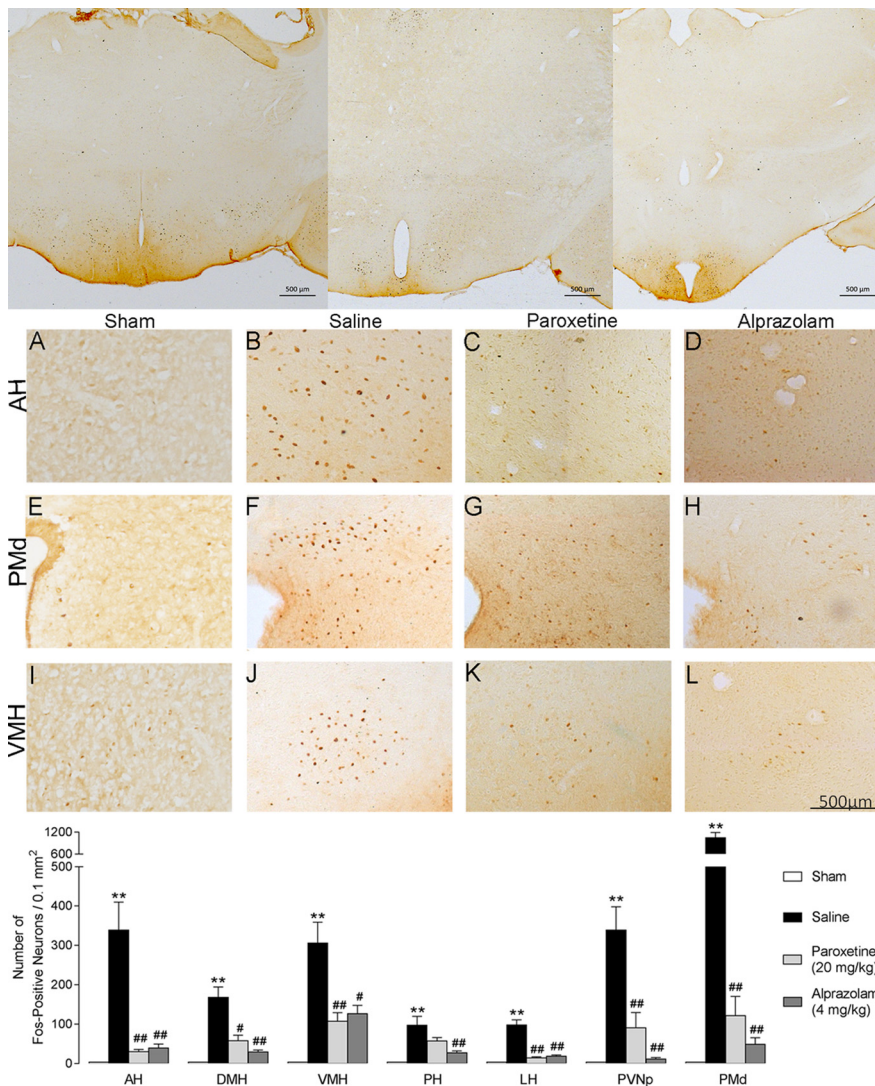 500 µm 500 µm 500 µm
Sham Saline Paroxetine Alprazolam
AH
A B C D
PMd
E F G H
VMH
I J K L
500µm
Number of
Fos-Positive Neurons / 0.1 mm²
1200
600
500
400
300
200
100
0
** ## ##
** # ##
** ## #
** ##
** ## ##
** ## ##
** ## ##
AH DMH VMH PH LH PVNp PMd
Sham
Saline
Paroxetine
(20 mg/kg)
Alprazolam
(4 mg/kg)